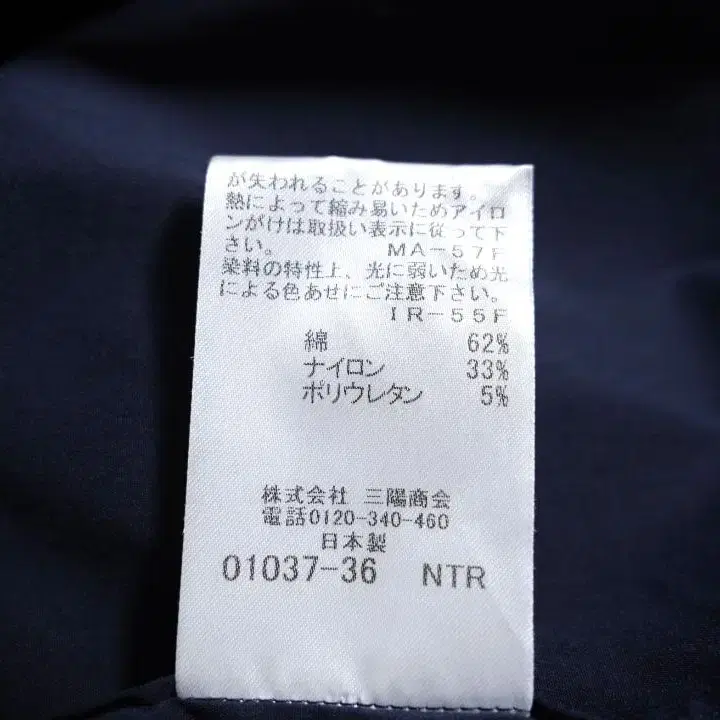 が失われることがあります。
熱によって縮み易いためアイロ
ンがけは取扱い表示に従って下
さい。 MA-57F
染料の特性上、光に弱いため光
による色あせにご注意下さい。
IR-55F
綿 62%
ナイロン 33%
ポリウレタン 5%
株式会社 三陽商会
電話0120-340-460
日本製
01037-36 NTR